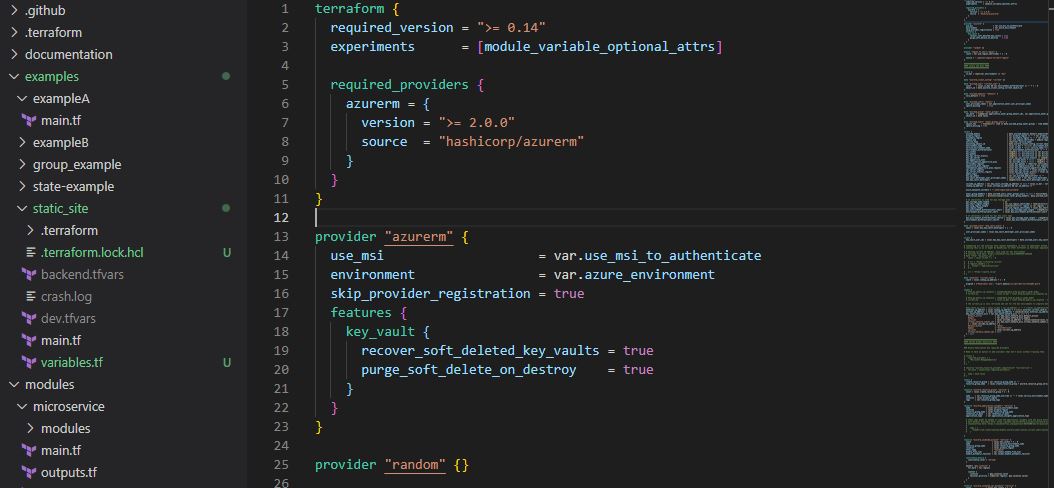 .github
.terraform
documentation
examples
exampleA
main.tf
exampleB
group_example
state-example
static_site
.terraform
.terraform.lock.hcl U
backend.tfvars
crash.log
dev.tfvars
main.tf
variables.tf U
modules
microservice
modules
main.tf
outputs.tf
1 terraform {
2 required_version = ">= 0.14"
3 experiments = [module_variable_optional_attrs]
4
5 required_providers {
6 azurerm = {
7 version = ">= 2.0.0"
8 source = "hashicorp/azurerm"
9 }
10 }
11 }
12
13 provider "azurerm" {
14 use_msi = var.use_msi_to_authenticate
15 environment = var.azure_environment
16 skip_provider_registration = true
17 features {
18 key_vault {
19 recover_soft_deleted_key_vaults = true
20 purge_soft_delete_on_destroy = true
21 }
22 }
23 }
24
25 provider "random" {}
26